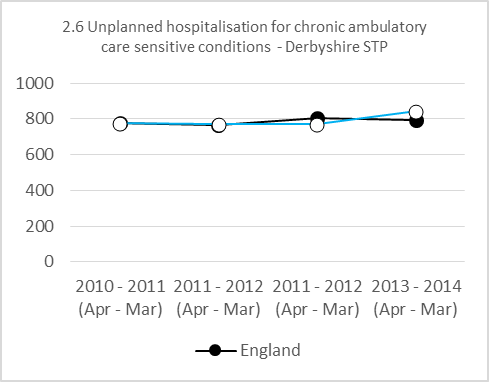 2.6 Unplanned hospitalisation for chronic ambulatory
care sensitive conditions - Derbyshire STP
1000
800
600
400
200
0
2010 - 2011 2011 - 2012 2011 - 2012 2013 - 2014
(Apr - Mar) (Apr - Mar) (Apr - Mar) (Apr - Mar)
England